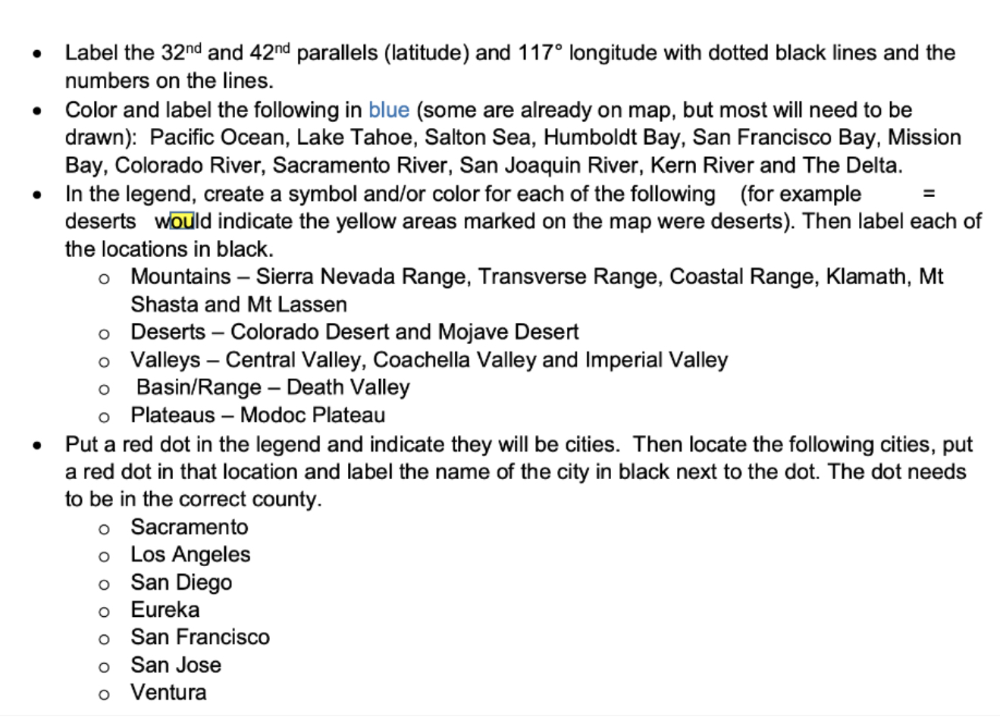 • Label the 32nd and 42nd parallels (latitude) and 117° longitude with dotted black lines and the
numbers on the lines.
• Color and label the following in blue (some are already on map, but most will need to be
drawn):  Pacific Ocean, Lake Tahoe, Salton Sea, Humboldt Bay, San Francisco Bay, Mission
Bay, Colorado River, Sacramento River, San Joaquin River, Kern River and The Delta.
• In the legend, create a symbol and/or color for each of the following (for example =
deserts would indicate the yellow areas marked on the map were deserts). Then label each of
the locations in black.
o Mountains – Sierra Nevada Range, Transverse Range, Coastal Range, Klamath, Mt
Shasta and Mt Lassen
o Deserts – Colorado Desert and Mojave Desert
o Valleys – Central Valley, Coachella Valley and Imperial Valley
o Basin/Range – Death Valley
o Plateaus – Modoc Plateau
• Put a red dot in the legend and indicate they will be cities.  Then locate the following cities, put
a red dot in that location and label the name of the city in black next to the dot. The dot needs
to be in the correct county.
o Sacramento
o Los Angeles
o San Diego
o Eureka
o San Francisco
o San Jose
o Ventura